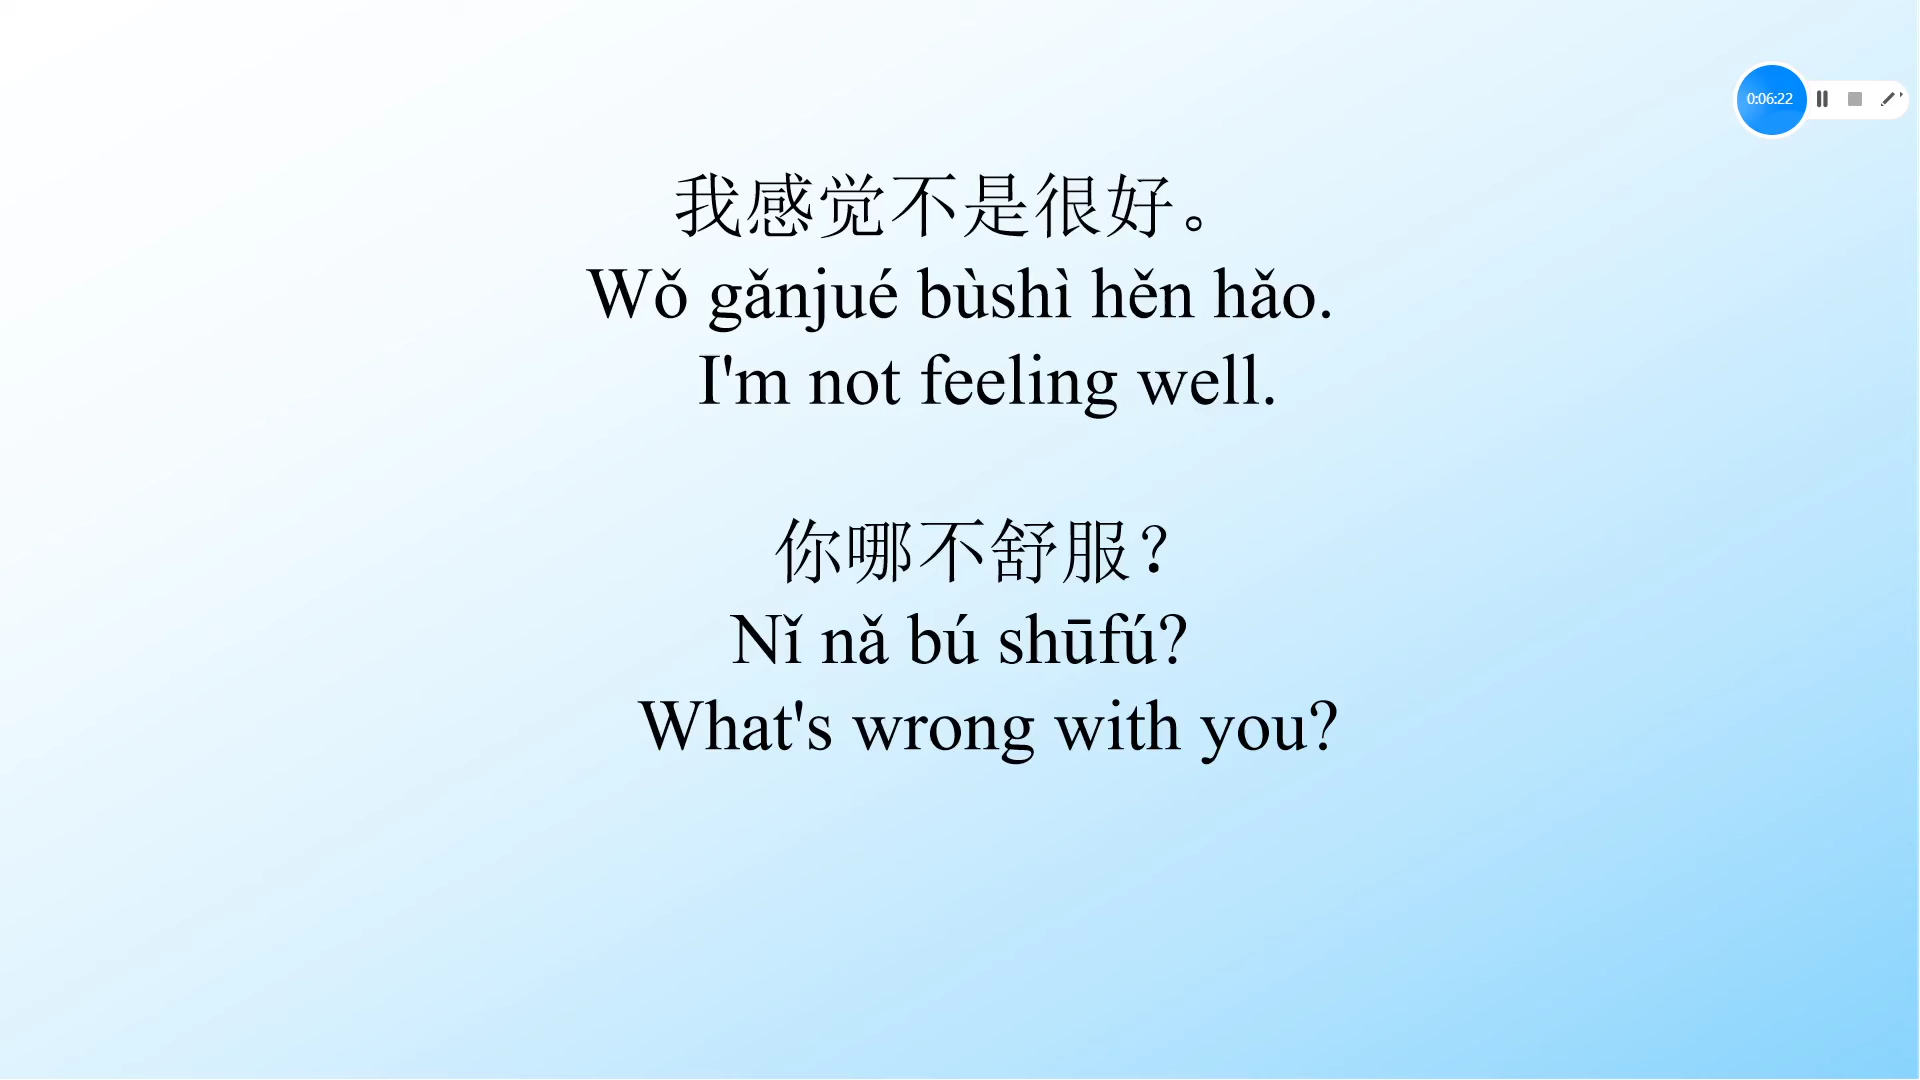 0:06:22
我感觉不是很好。
Wǒ gǎnjué bùshì hěn hǎo.
I'm not feeling well.
你哪不舒服？
Nǐ nǎ bú shūfú?
What's wrong with you?